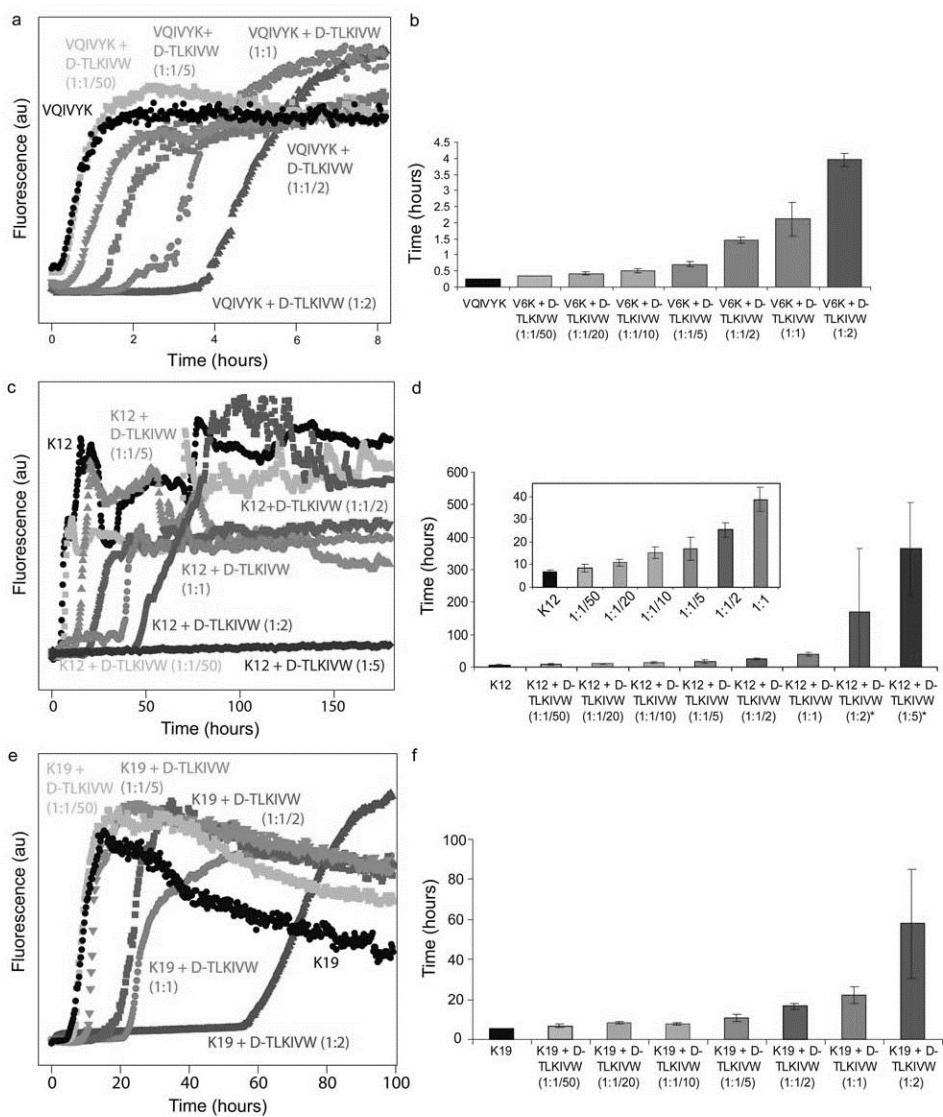 a
VQIVYK +
D-TLKIVW
(1:1/50)
VQIVYK+
D-TLKIVW
(1:1/5)
VQIVYK + D-TLKIVW
(1:1)
VQIVYK
VQIVYK +
D-TLKIVW
(1:1/2)
VQIVYK + D-TLKIVW (1:2)
Fluorescence (au)
0
2
4
6
8
Time (hours)
b
Time (hours)
4.5
4
3.5
3
2.5
2
1.5
1
0.5
0
VQIVYK
V6K + D-
TLKIVW
(1:1/50)
V6K + D-
TLKIVW
(1:1/20)
V6K + D-
TLKIVW
(1:1/10)
V6K + D-
TLKIVW
(1:1/5)
V6K + D-
TLKIVW
(1:1/2)
V6K + D-
TLKIVW
(1:1)
V6K + D-
TLKIVW
(1:2)
c
K12
K12 +
D-TLKIVW
(1:1/5)
K12+D-TLKIVW (1:1/2)
K12 + D-TLKIVW
(1:1)
K12 + D-TLKIVW (1:2)
K12 + D-TLKIVW (1:1/50)
K12 + D-TLKIVW (1:5)
Fluorescence (au)
0
50
100
150
Time (hours)
d
Time (hours)
600
500
400
300
200
100
0
40
30
20
10
0
K12
1:1/50
1:1/20
1:1/10
1:1/5
1:1/2
1:1
K12
K12 + D-
TLKIVW
(1:1/50)
K12 + D-
TLKIVW
(1:1/20)
K12 + D-
TLKIVW
(1:1/10)
K12 + D-
TLKIVW
(1:1/5)
K12 + D-
TLKIVW
(1:1/2)
K12 + D-
TLKIVW
(1:1)
K12 + D-
TLKIVW
(1:2)*
K12 + D-
TLKIVW
(1:5)*
e
K19 +
D-TLKIVW
(1:1/50)
K19 + D-TLKIVW
(1:1/5)
K19 + D-TLKIVW
(1:1/2)
K19
K19 + D-TLKIVW
(1:1)
K19 + D-TLKIVW (1:2)
Fluorescence (au)
0
20
40
60
80
100
Time (hours)
f
Time (hours)
100
80
60
40
20
0
K19
K19 + D-
TLKIVW
(1:1/50)
K19 + D-
TLKIVW
(1:1/20)
K19 + D-
TLKIVW
(1:1/10)
K19 + D-
TLKIVW
(1:1/5)
K19 + D-
TLKIVW
(1:1/2)
K19 + D-
TLKIVW
(1:1)
K19 + D-
TLKIVW
(1:2)